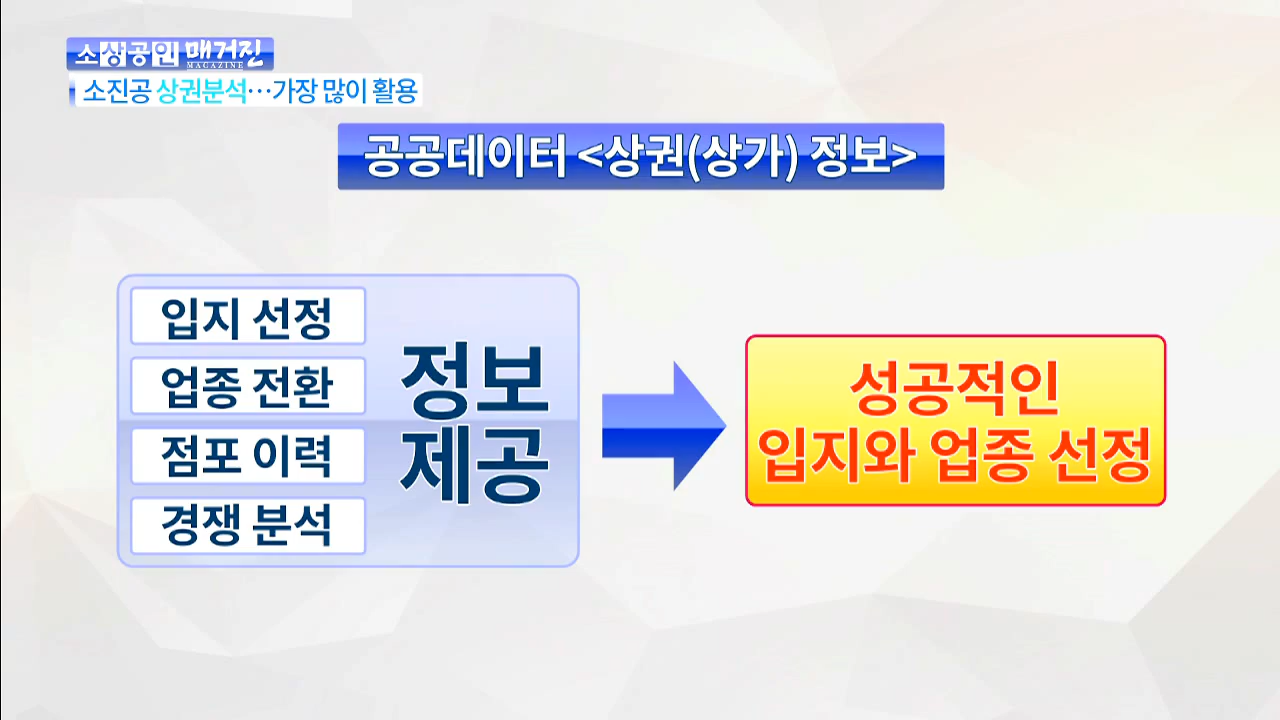 소상공인 매거진
MAGAZINE
소진공 상권분석…가장 많이 활용
공공데이터 <상권(상가) 정보>
입지 선정
업종 전환
점포 이력
경쟁 분석
정보
제공
성공적인
입지와 업종 선정